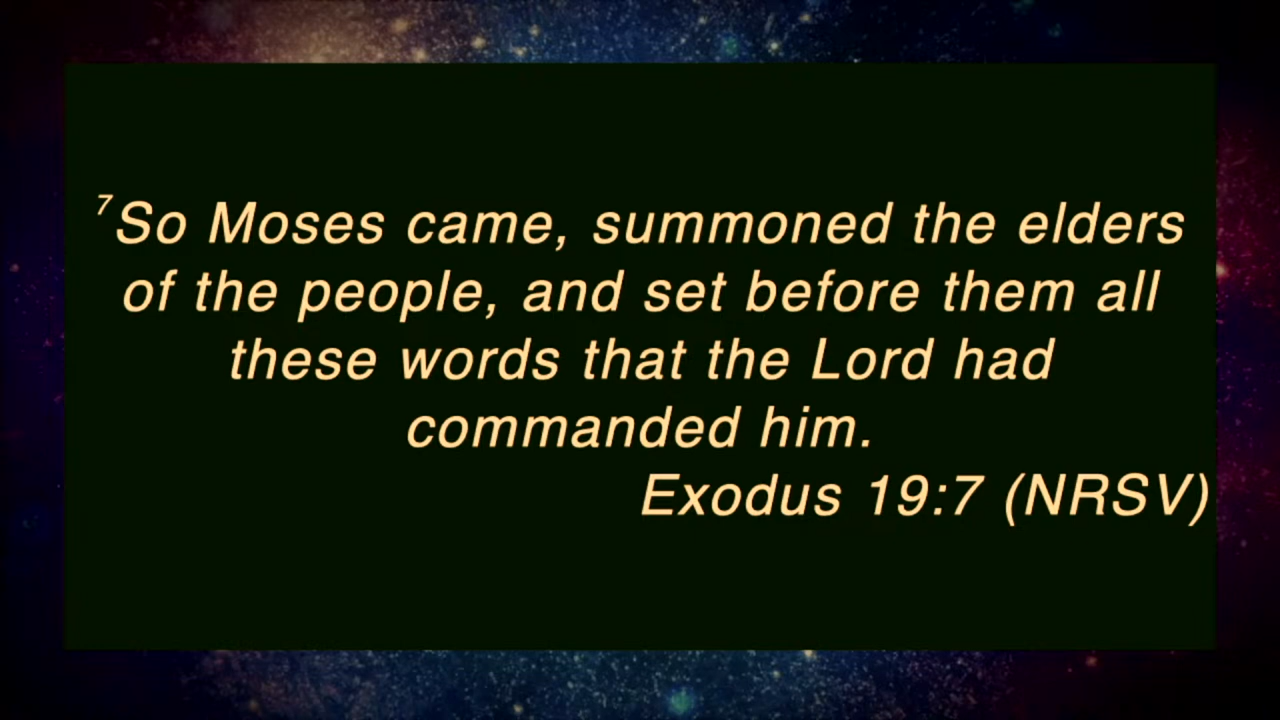 ⁷So Moses came, summoned the elders
of the people, and set before them all
these words that the Lord had
commanded him.
Exodus 19:7 (NRSV)